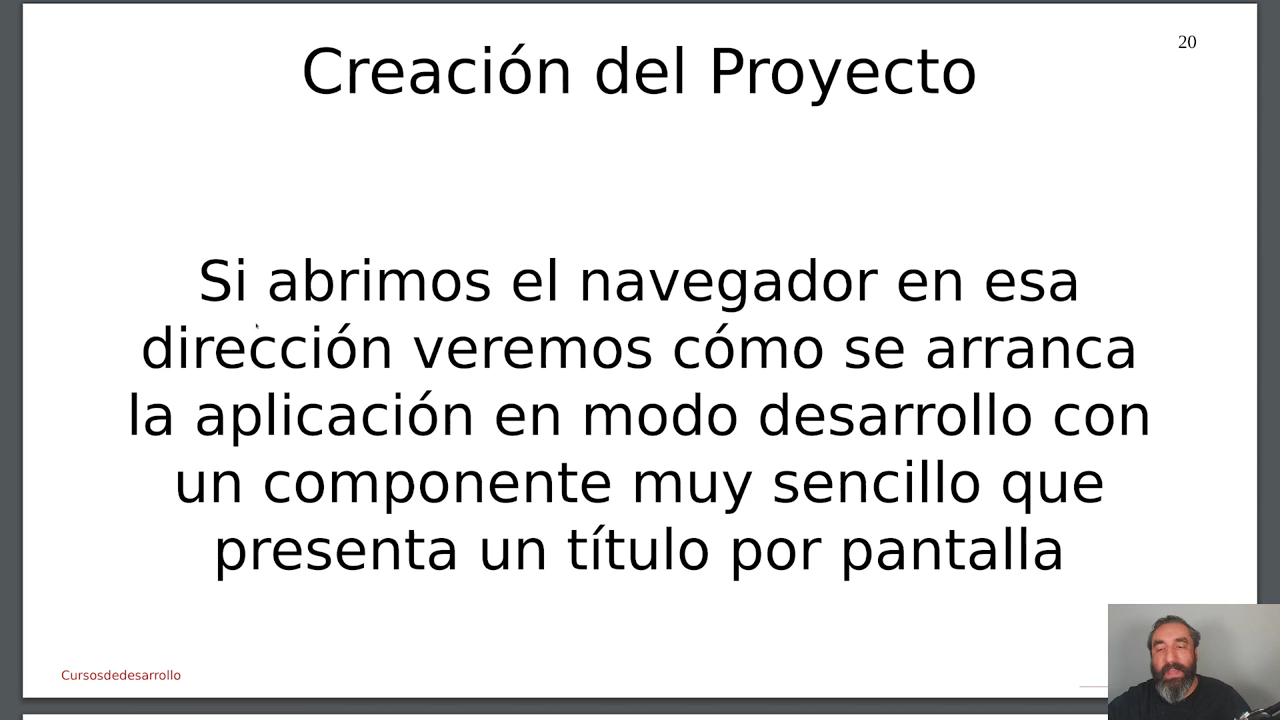 20
Creación del Proyecto
Si abrimos el navegador en esa
dirección veremos cómo se arranca
la aplicación en modo desarrollo con
un componente muy sencillo que
presenta un título por pantalla
Cursosdedesarrollo